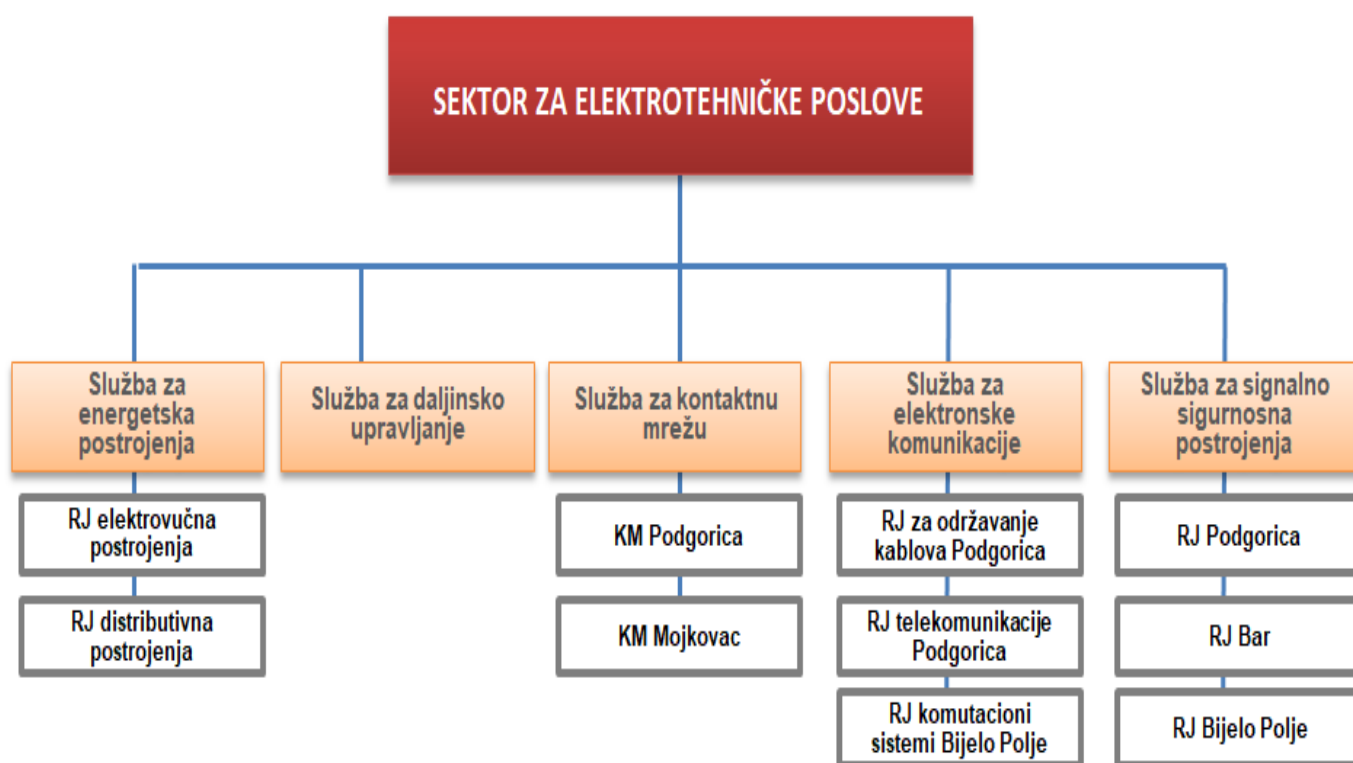 SEKTOR ZA ELEKTROTEHNIČKE POSLOVE
Služba za
energetska
postrojenja
Služba za daljinsko
upravljanje
Služba za kontaktnu
mrežu
Služba za
elektronske
komunikacije
Služba za signalno
sigurnosna
postrojenja
RJ elektrovučna
postrojenja
KM Podgorica
RJ za održavanje
kablova Podgorica
RJ Podgorica
RJ distributivna
postrojenja
KM Mojkovac
RJ telekomunikacije
Podgorica
RJ Bar
RJ komutacioni
sistemi Bijelo Polje
RJ Bijelo Polje